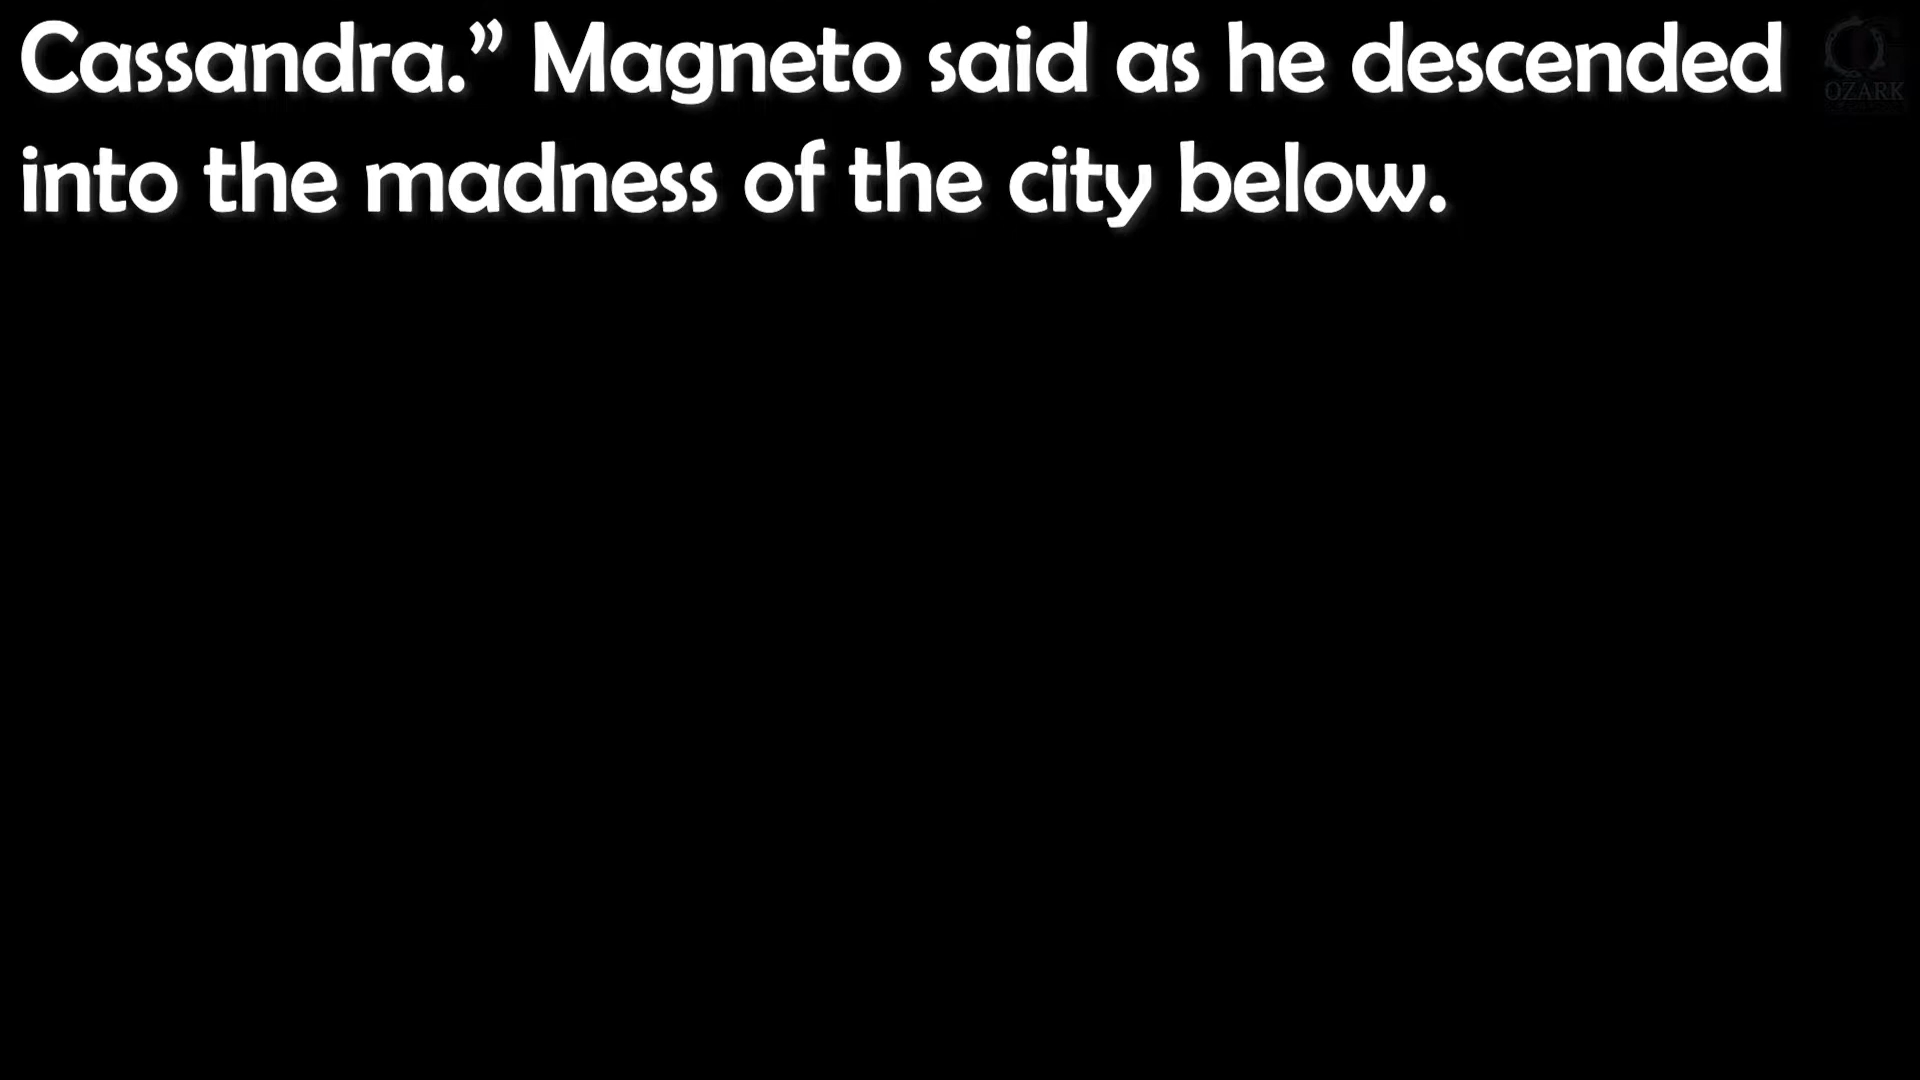 Cassandra.” Magneto said as he descended
into the madness of the city below.
OZARK